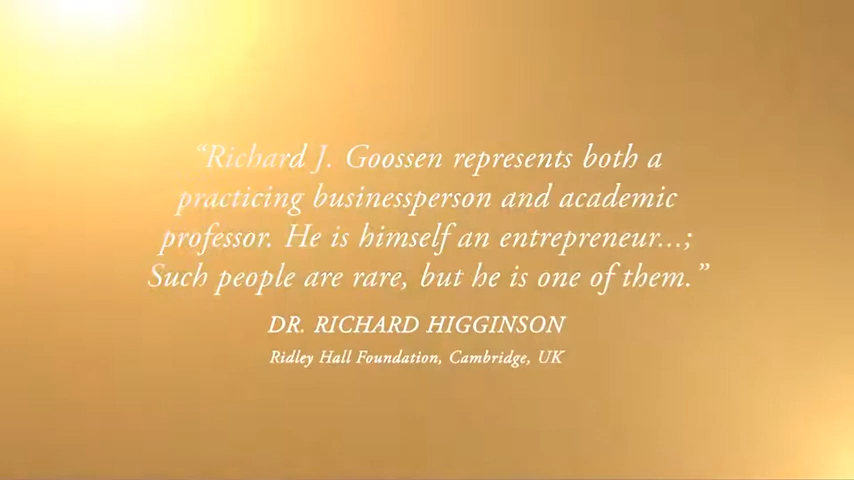 “Richard J. Goossen represents both a
practicing businessperson and academic
professor. He is himself an entrepreneur...;
Such people are rare, but he is one of them.”
DR. RICHARD HIGGINSON
Ridley Hall Foundation, Cambridge, UK